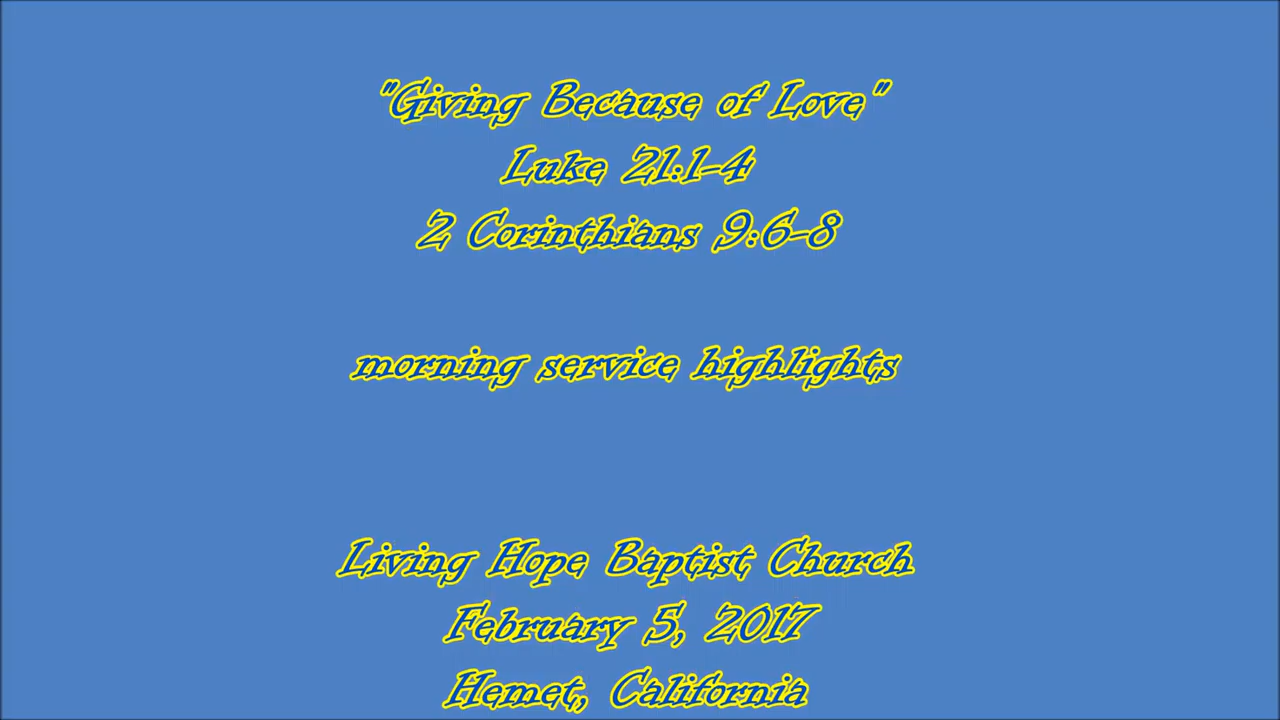 "Giving Because of Love"
Luke 21:1-4
2 Corinthians 9:6-8
morning service highlights
Living Hope Baptist Church
February 5, 2017
Hemet, California